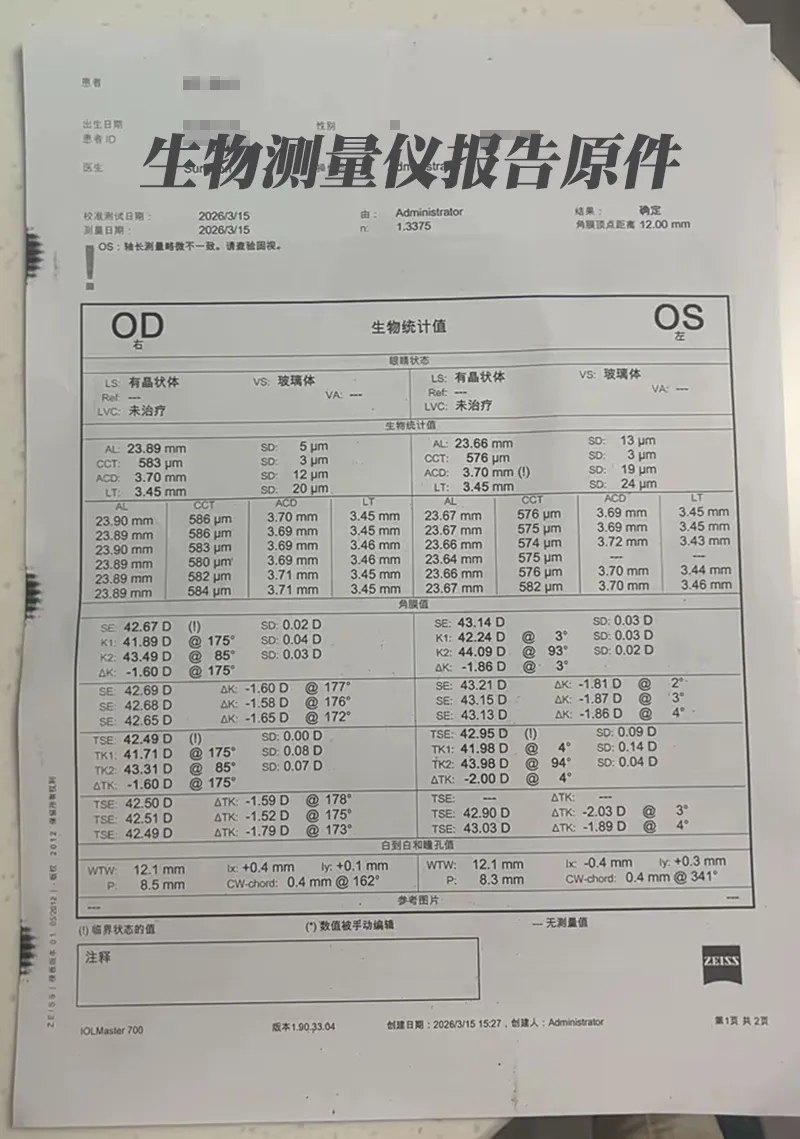 患者
出生日期
性别
患者ID
生物测量仪报告原件
医生
校准测试日期： 2026/3/15 由： Administrator 结果： 确定
测量日期： 2026/3/15 n: 1.3375 角膜顶点距离 12.00 mm
! OS：轴长测量略微不一致。请查验固视。
OD 右 生物统计值 OS 左
眼睛状态
LS: 有晶状体 VS: 玻璃体 LS: 有晶状体 VS: 玻璃体
Ref: --- VA: --- Ref: --- VA: ---
LVC: 未治疗 LVC: 未治疗
生物统计值
AL: 23.89 mm SD: 5 µm AL: 23.66 mm SD: 13 µm
CCT: 583 µm SD: 3 µm CCT: 576 µm SD: 3 µm
ACD: 3.70 mm SD: 12 µm ACD: 3.70 mm (!) SD: 19 µm
LT: 3.45 mm SD: 20 µm LT: 3.45 mm SD: 24 µm
AL CCT ACD LT AL CCT ACD LT
23.90 mm 586 µm 3.70 mm 3.45 mm 23.67 mm 576 µm 3.69 mm 3.45 mm
23.89 mm 586 µm 3.69 mm 3.45 mm 23.67 mm 575 µm 3.69 mm 3.45 mm
23.90 mm 583 µm 3.69 mm 3.46 mm 23.66 mm 574 µm 3.72 mm 3.43 mm
23.89 mm 580 µm 3.69 mm 3.46 mm 23.64 mm 575 µm --- ---
23.89 mm 582 µm 3.71 mm 3.45 mm 23.66 mm 576 µm 3.70 mm 3.44 mm
23.89 mm 584 µm 3.71 mm 3.45 mm 23.67 mm 582 µm 3.70 mm 3.46 mm
角膜值
SE: 42.67 D (!) SD: 0.02 D SE: 43.14 D SD: 0.03 D
K1: 41.89 D @ 175° SD: 0.04 D K1: 42.24 D @ 3° SD: 0.03 D
K2: 43.49 D @ 85° SD: 0.03 D K2: 44.09 D @ 93° SD: 0.02 D
ΔK: -1.60 D @ 175° ΔK: -1.86 D @ 3°
SE: 42.69 D ΔK: -1.60 D @ 177° SE: 43.21 D ΔK: -1.81 D @ 2°
SE: 42.68 D ΔK: -1.58 D @ 176° SE: 43.15 D ΔK: -1.87 D @ 3°
SE: 42.65 D ΔK: -1.65 D @ 172° SE: 43.13 D ΔK: -1.86 D @ 4°
TSE: 42.49 D (!) SD: 0.00 D TSE: 42.95 D (!) SD: 0.09 D
TK1: 41.71 D @ 175° SD: 0.08 D TK1: 41.98 D @ 4° SD: 0.14 D
TK2: 43.31 D @ 85° SD: 0.07 D TK2: 43.98 D @ 94° SD: 0.04 D
ΔTK: -1.60 D @ 175° ΔTK: -2.00 D @ 4°
TSE: 42.50 D ΔTK: -1.59 D @ 178° TSE: --- ΔTK: ---
TSE: 42.51 D ΔTK: -1.52 D @ 175° TSE: 42.90 D ΔTK: -2.03 D @ 3°
TSE: 42.49 D ΔTK: -1.79 D @ 173° TSE: 43.03 D ΔTK: -1.89 D @ 4°
白到白和瞳孔值
WTW: 12.1 mm Ix: +0.4 mm Iy: +0.1 mm WTW: 12.1 mm Ix: -0.4 mm Iy: +0.3 mm
P: 8.5 mm CW-chord: 0.4 mm @ 162° P: 8.3 mm CW-chord: 0.4 mm @ 341°
参考图片
--- ---
(!) 临界状态的值 (*) 数值被手动编辑 --- 无测量值
注释
ZEISS
IOLMaster 700 版本1.90.33.04 创建日期：2026/3/15 15:27，创建人：Administrator 第1页 共 2页